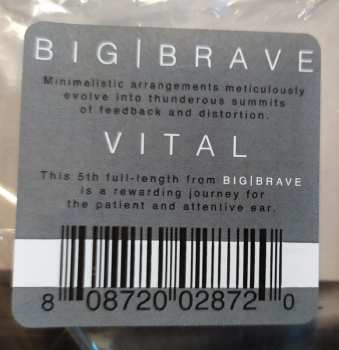 BIG|BRAVE
Minimalistic arrangements meticulously
evolve into thunderous summits
of feedback and distortion.
VITAL
This 5th full-length from BIG|BRAVE
is a rewarding journey for
the patient and attentive ear.
8 08720 02872 0